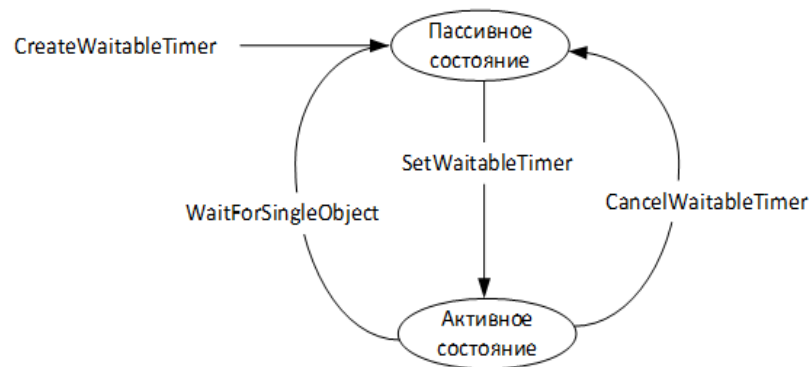 CreateWaitableTimer
Пассивное
состояние
SetWaitableTimer
WaitForSingleObject
CancelWaitableTimer
Активное
состояние